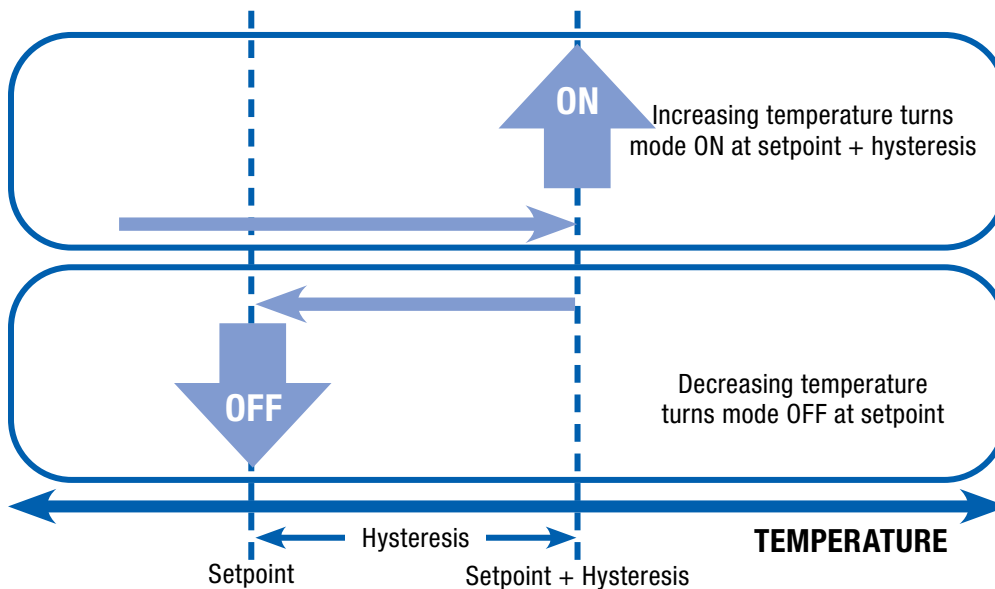 ON
Increasing temperature turns
mode ON at setpoint + hysteresis
Decreasing temperature
turns mode OFF at setpoint
OFF
Hysteresis
TEMPERATURE
Setpoint
Setpoint + Hysteresis